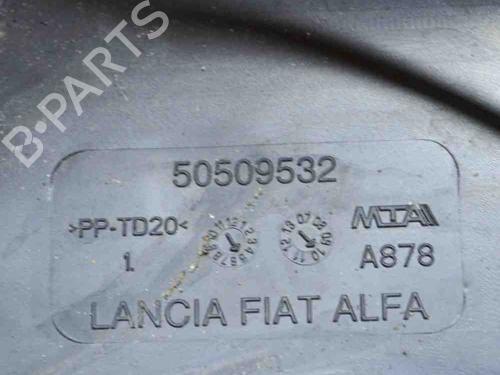 B-PARTS
50509532
>PP-TD20<
MTA
1.
A878
LANCIA FIAT ALFA